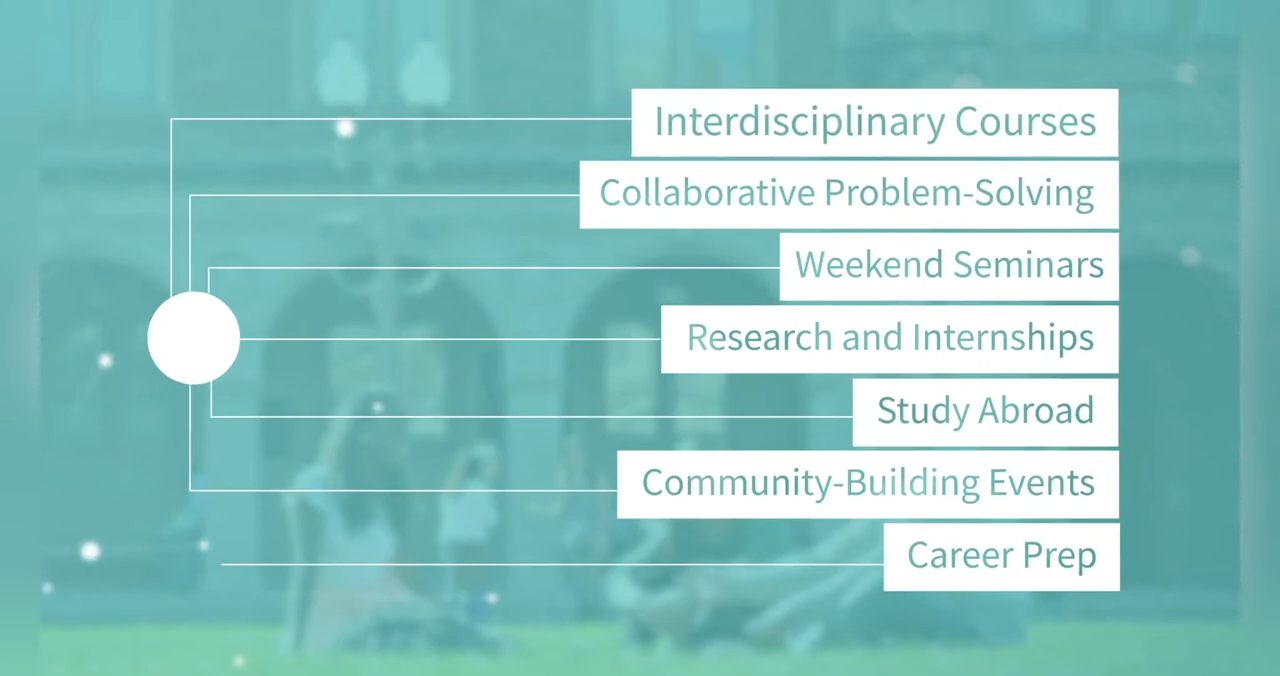 Interdisciplinary Courses
Collaborative Problem-Solving
Weekend Seminars
Research and Internships
Study Abroad
Community-Building Events
Career Prep